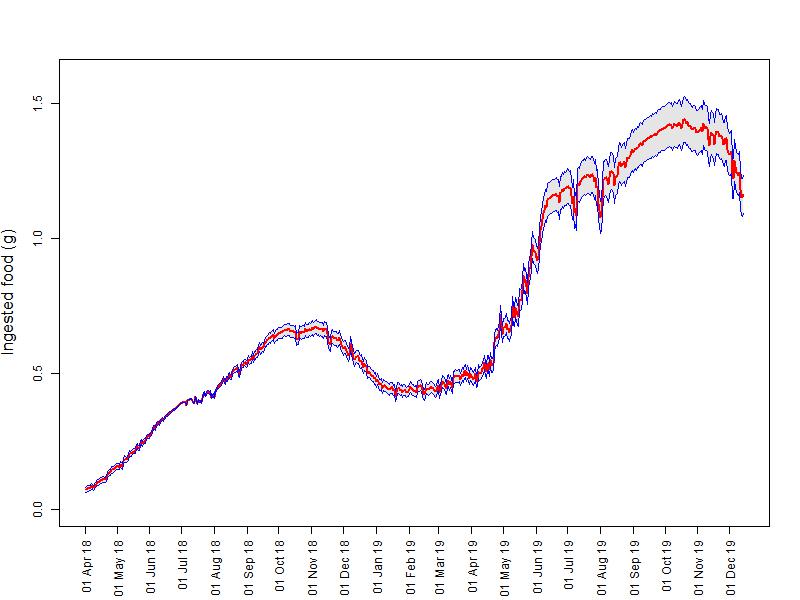 Ingested food (g)
1.5
1.0
0.5
0.0
01 Apr 18
01 May 18
01 Jun 18
01 Jul 18
01 Aug 18
01 Sep 18
01 Oct 18
01 Nov 18
01 Dec 18
01 Jan 19
01 Feb 19
01 Mar 19
01 Apr 19
01 May 19
01 Jun 19
01 Jul 19
01 Aug 19
01 Sep 19
01 Oct 19
01 Nov 19
01 Dec 19